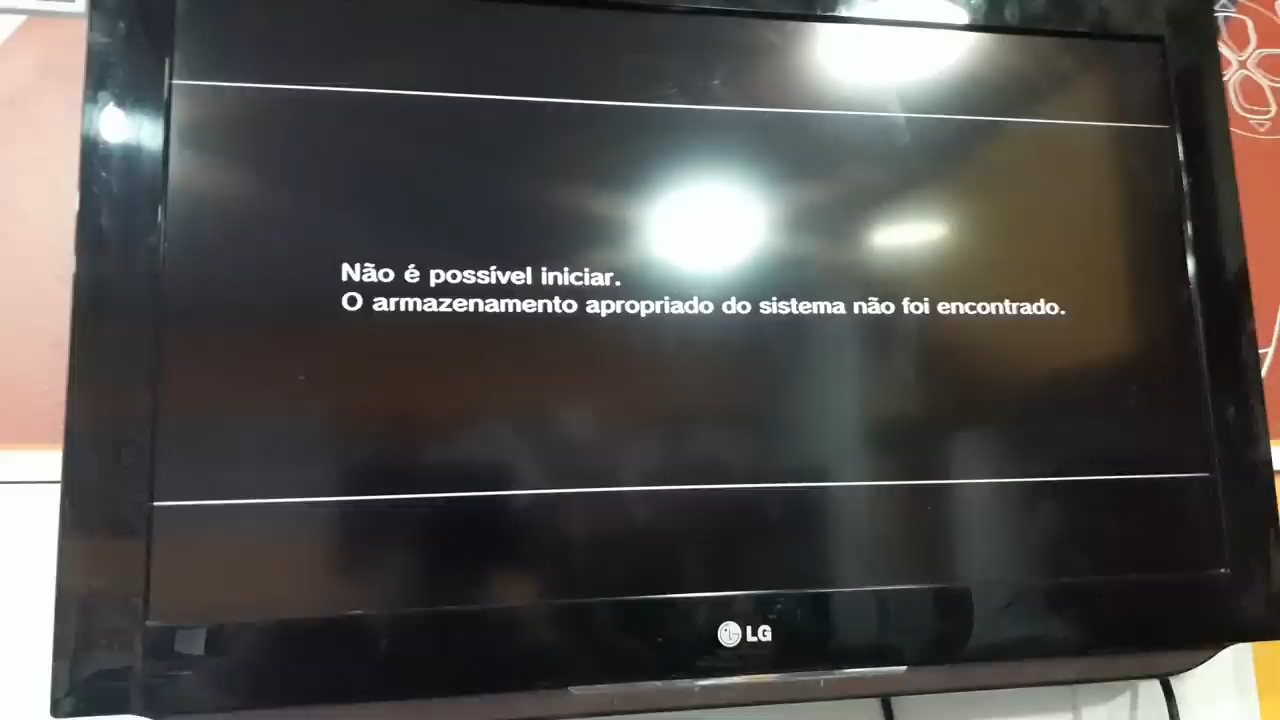 Não é possível iniciar.
O armazenamento apropriado do sistema não foi encontrado.
LG